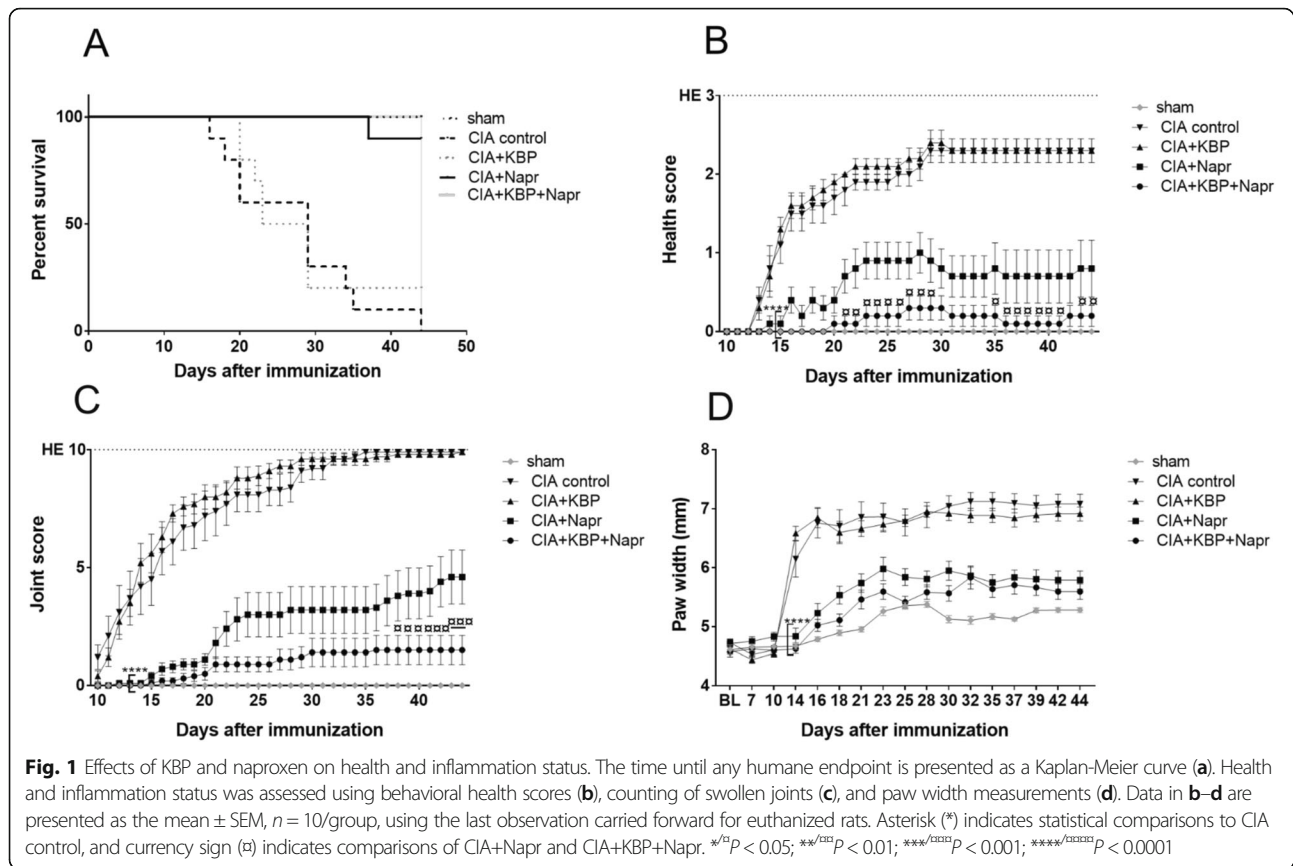 A
Percent survival
100
50
0
0 10 20 30 40 50
Days after immunization
sham
CIA control
CIA+KBP
CIA+Napr
CIA+KBP+Napr
B
HE 3
Health score
2
1
0
****
¤¤ ¤¤¤¤ ¤¤¤ ¤ ¤¤¤¤¤ ¤¤
10 15 20 25 30 35 40
Days after immunization
sham
CIA control
CIA+KBP
CIA+Napr
CIA+KBP+Napr
C
HE 10
Joint score
5
0
****
¤¤¤¤¤ ¤¤¤
10 15 20 25 30 35 40
Days after immunization
sham
CIA control
CIA+KBP
CIA+Napr
CIA+KBP+Napr
D
Paw width (mm)
8
7
6
5
4
****
BL 7 10 14 16 18 21 23 25 28 30 32 35 37 39 42 44
Days after immunization
sham
CIA control
CIA+KBP
CIA+Napr
CIA+KBP+Napr
Fig. 1 Effects of KBP and naproxen on health and inflammation status. The time until any humane endpoint is presented as a Kaplan-Meier curve (a). Health
and inflammation status was assessed using behavioral health scores (b), counting of swollen joints (c), and paw width measurements (d). Data in b–d are
presented as the mean ± SEM, n = 10/group, using the last observation carried forward for euthanized rats. Asterisk (*) indicates statistical comparisons to CIA
control, and currency sign (¤) indicates comparisons of CIA+Napr and CIA+KBP+Napr. */¤P < 0.05; **/¤¤P < 0.01; ***/¤¤¤P < 0.001; ****/¤¤¤¤P < 0.0001